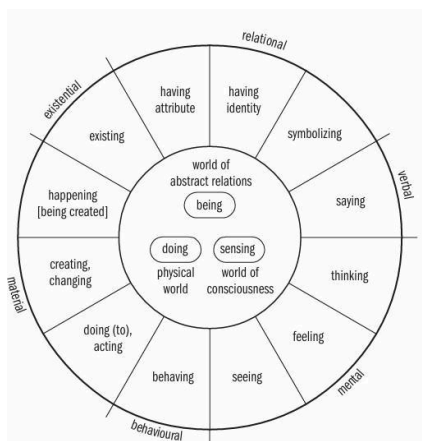 relational
having
attribute
having
identity
symbolizing
verbal
saying
thinking
feeling
mental
seeing
behaving
behavioural
doing (to),
acting
creating,
changing
material
happening
[being created]
existing
existential
world of
abstract relations
being
doing
physical
world
sensing
world of
consciousness